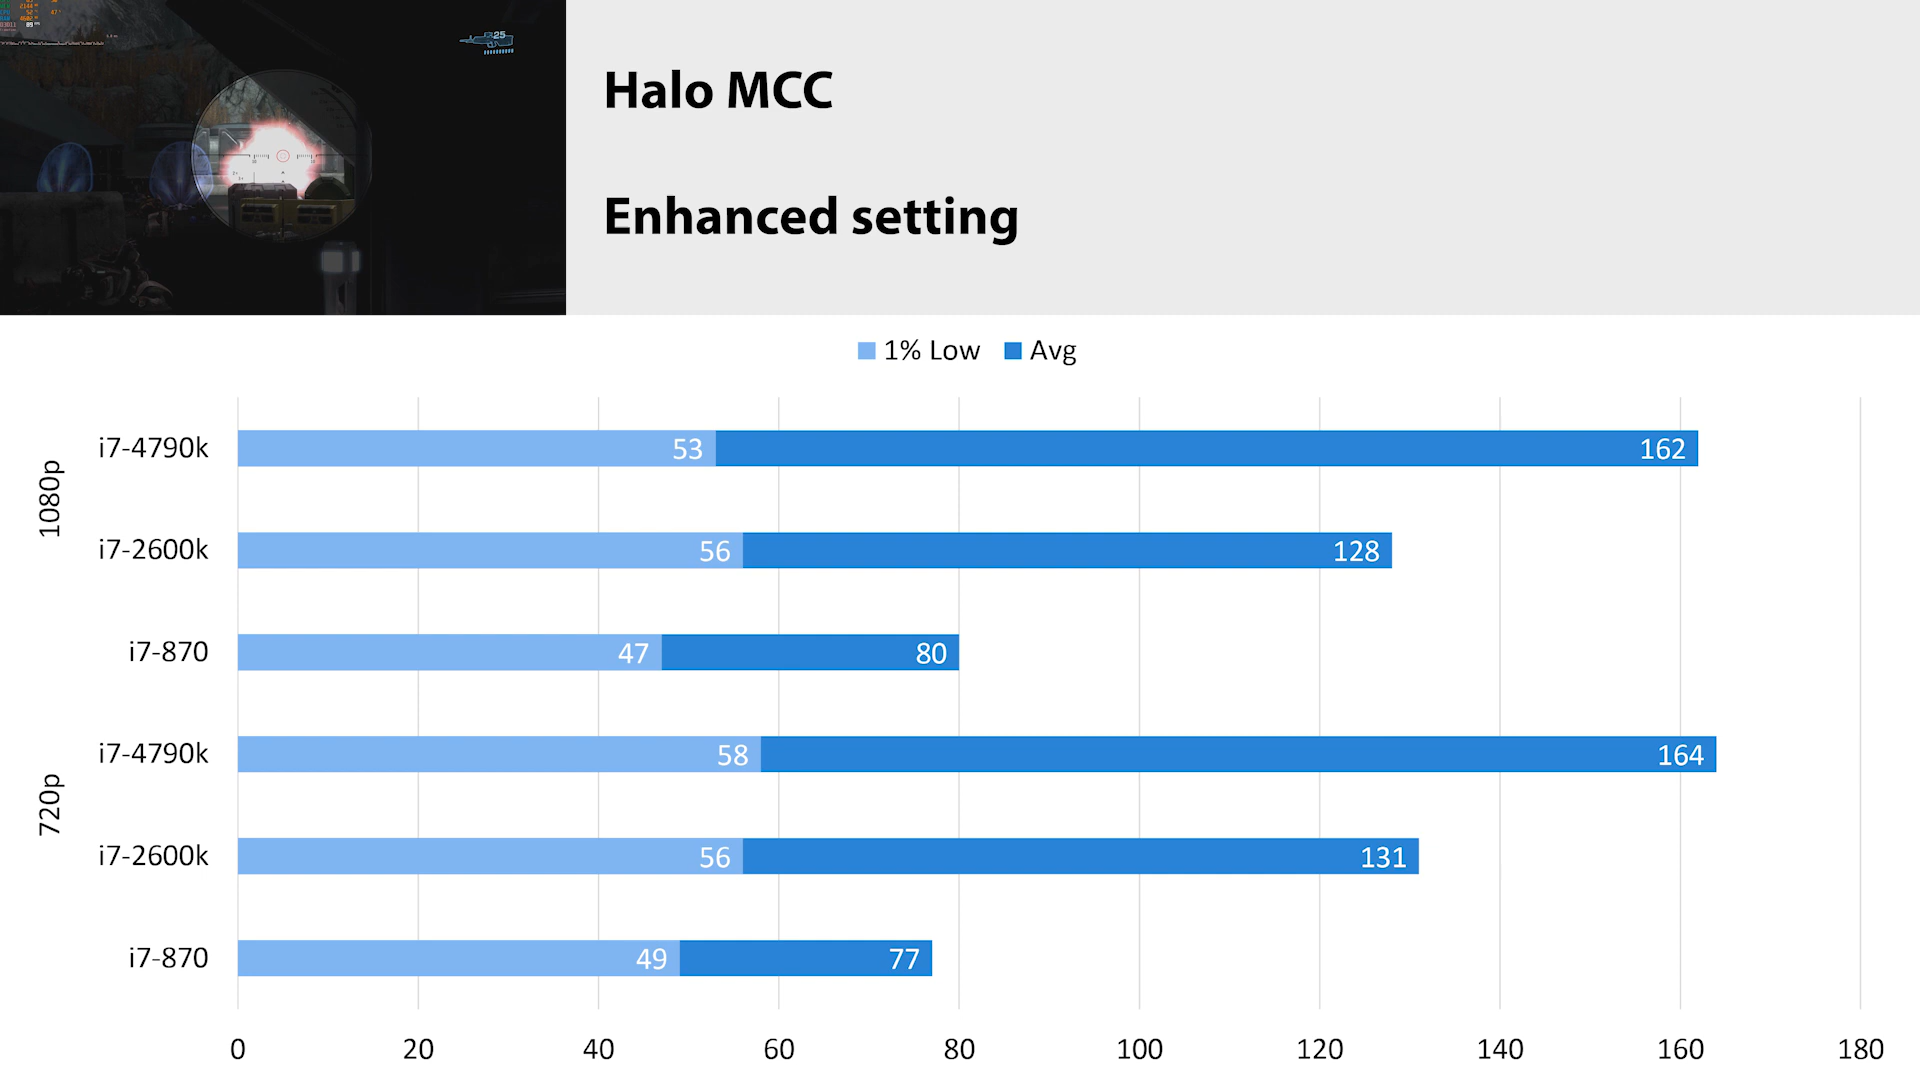 25
Halo MCC
Enhanced setting
1% Low Avg
1080p
i7-4790k 53 162
i7-2600k 56 128
i7-870 47 80
720p
i7-4790k 58 164
i7-2600k 56 131
i7-870 49 77
0 20 40 60 80 100 120 140 160 180